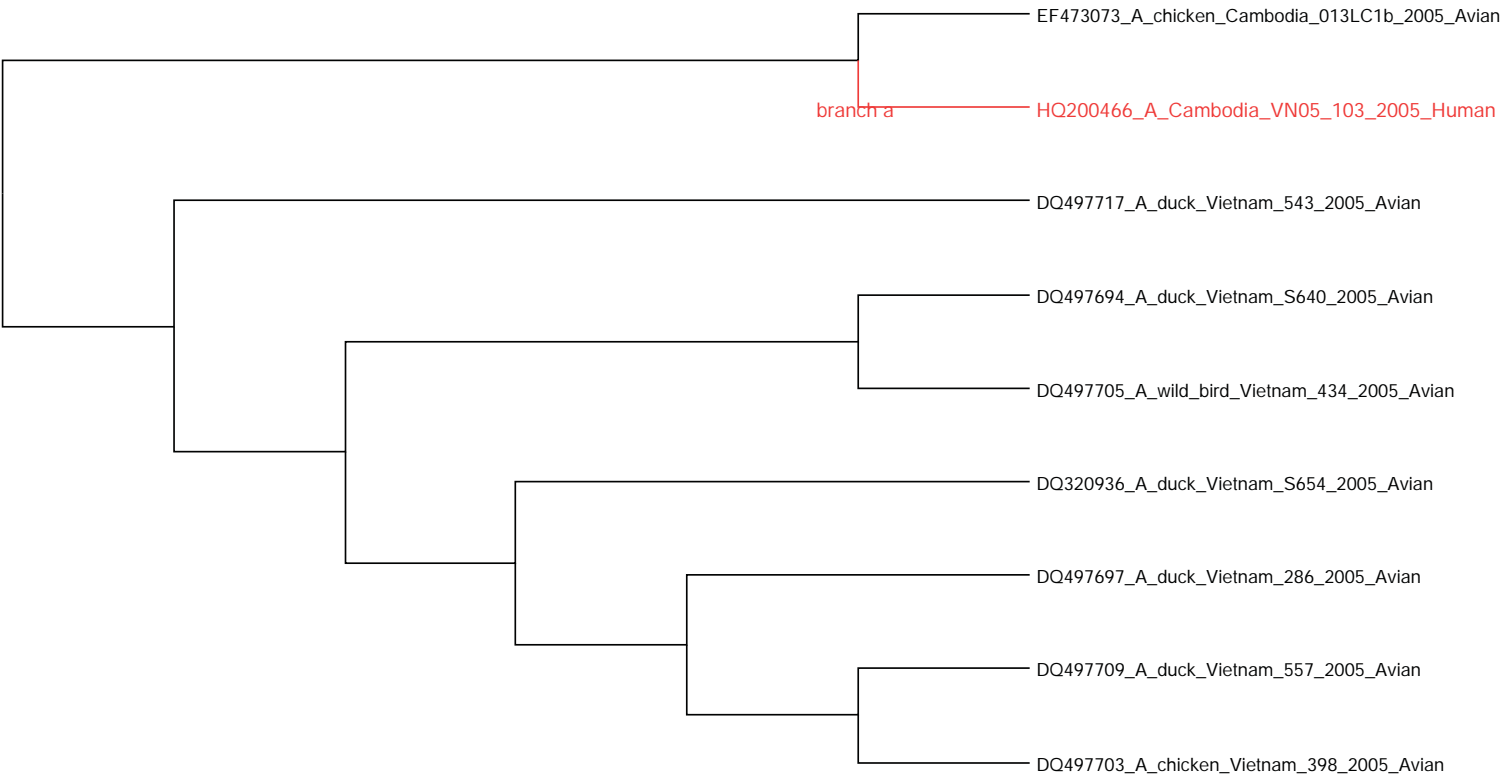 EF473073_A_chicken_Cambodia_013LC1b_2005_Avian
branch a
HQ200466_A_Cambodia_VN05_103_2005_Human
DQ497717_A_duck_Vietnam_543_2005_Avian
DQ497694_A_duck_Vietnam_S640_2005_Avian
DQ497705_A_wild_bird_Vietnam_434_2005_Avian
DQ320936_A_duck_Vietnam_S654_2005_Avian
DQ497697_A_duck_Vietnam_286_2005_Avian
DQ497709_A_duck_Vietnam_557_2005_Avian
DQ497703_A_chicken_Vietnam_398_2005_Avian